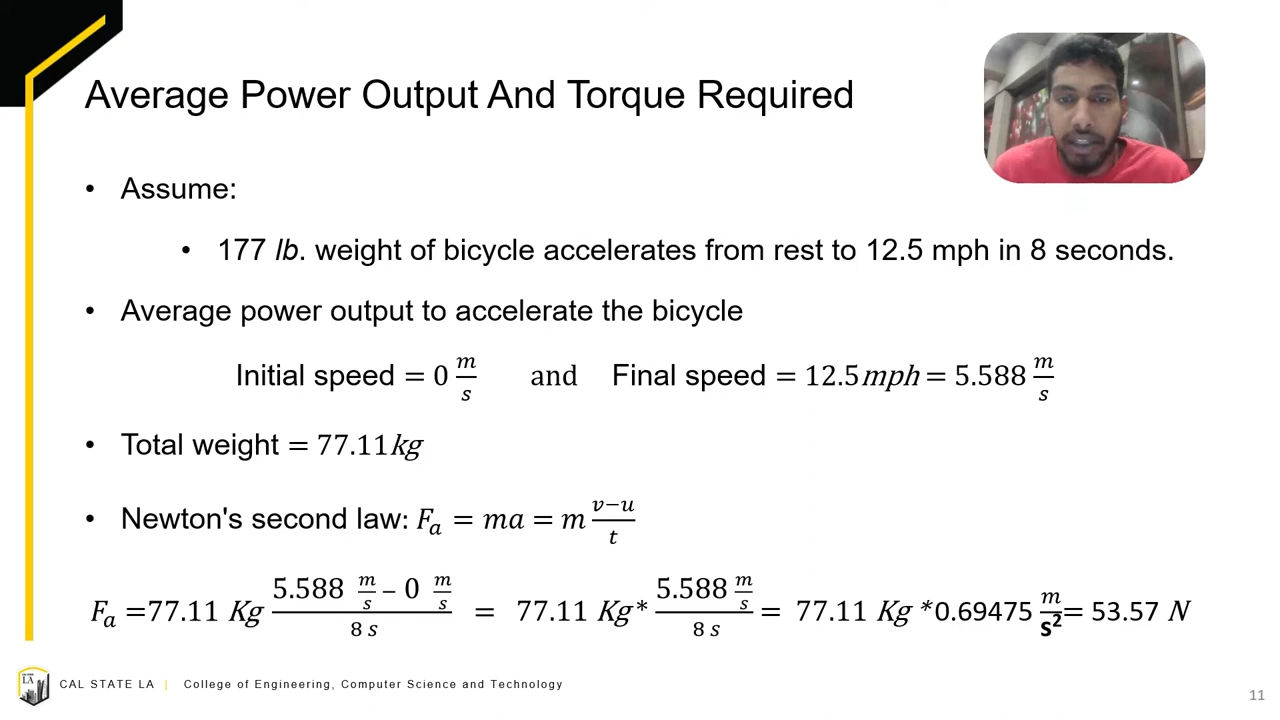 Average Power Output And Torque Required
• Assume:
• 177 lb. weight of bicycle accelerates from rest to 12.5 mph in 8 seconds.
• Average power output to accelerate the bicycle
Initial speed = 0 m/s and Final speed = 12.5mph = 5.588 m/s
• Total weight = 77.11kg
• Newton's second law: Fₐ = ma = m (v−u)/t
Fₐ =77.11 Kg (5.588 m/s – 0 m/s)/(8 s) = 77.11 Kg* (5.588 m/s)/(8 s) = 77.11 Kg *0.69475 m/s² = 53.57 N
LA
CAL STATE LA | College of Engineering, Computer Science and Technology
11